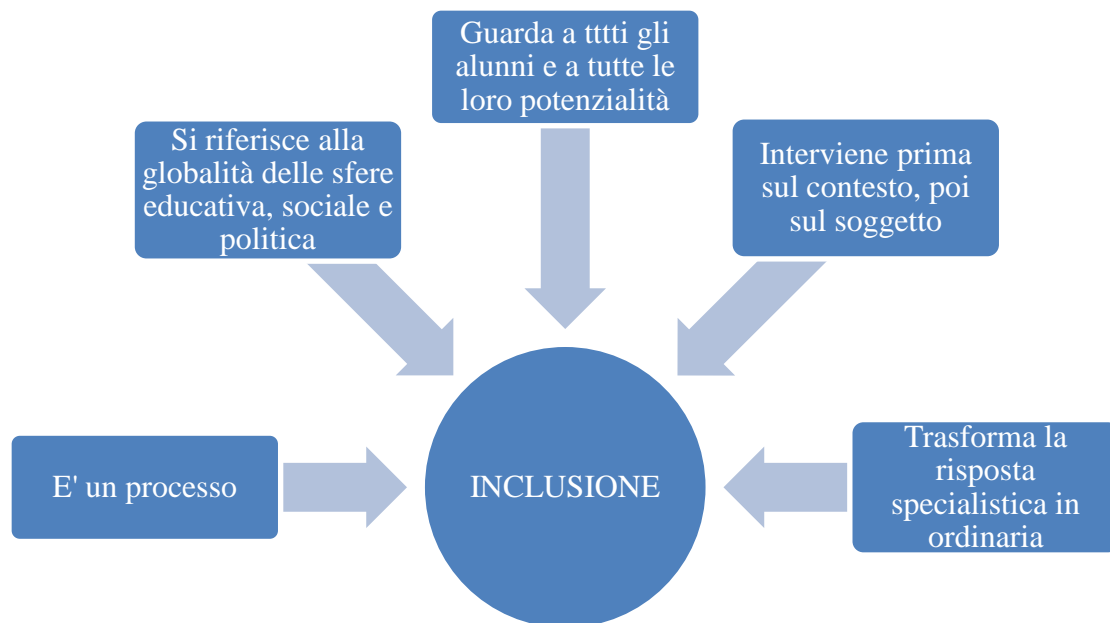 Guarda a tttti gli
alunni e a tutte le
loro potenzialità
Si riferisce alla
globalità delle sfere
educativa, sociale e
politica
Interviene prima
sul contesto, poi
sul soggetto
E' un processo
INCLUSIONE
Trasforma la
risposta
specialistica in
ordinaria